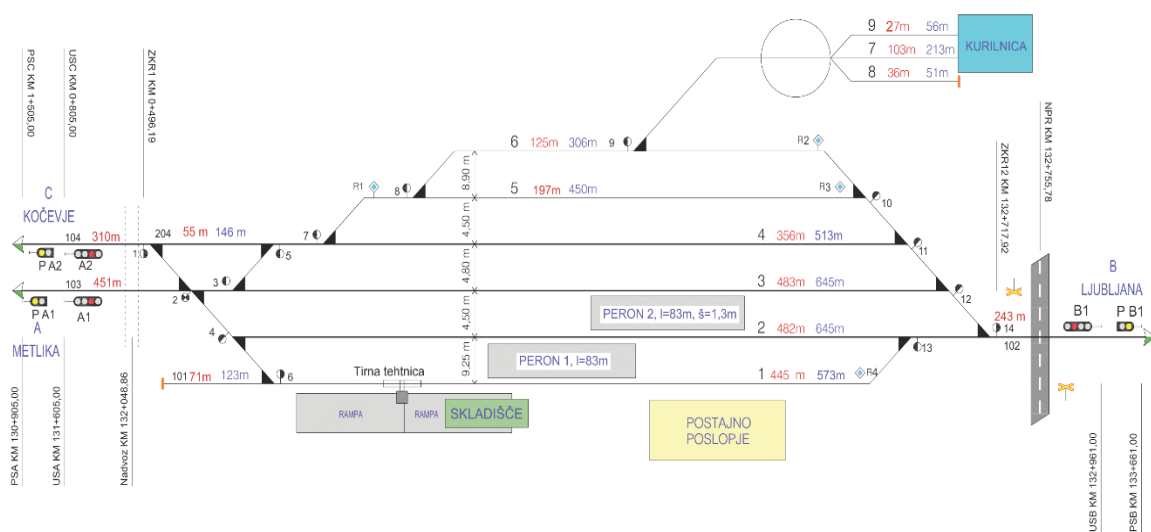 PSC KM 1+505,00
USC KM 0+805,00
ZKR1 KM 0+496,19
9 27m 56m
7 103m 213m
8 36m 51m
KURILNICA
NPR KM 132+755,78
ZKR12 KM 132+717,92
6 125m 306m 9
R2
8,90 m
R1
8
5 197m 450m
R3
10
C
KOČEVJE
4,50 m
104 310m
204 55 m 146 m
7
4 356m 513m
11
P A2
A2
1
5
4,80 m
103 451m
3
3 483m 645m
2
12
B
LJUBLJANA
P A1
A1
A
METLIKA
4,50 m
PERON 2, l=83m, š=1,3m
243 m
B1
P B1
4
2 482m 645m
14
102
13
9,25 m
PERON 1, l=83m
Tirna tehtnica
101 71m 123m
6
1 445 m 573m
R4
RAMPA
RAMPA
SKLADIŠČE
POSTAJNO
POSLOPJE
PSA KM 130+905,00
USA KM 131+605,00
Nadvoz KM 132+048,86
USB KM 132+961,00
PSB KM 133+661,00